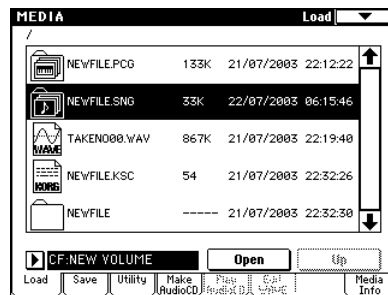 MEDIA Load
/
NEWFILE.PCG 133K 21/07/2003 22:12:22
NEWFILE.SNG 33K 22/07/2003 06:15:46
WAVE TAKENO00.WAV 867K 21/07/2003 22:19:40
KORG NEWFILE.KSC 54 21/07/2003 22:32:26
NEWFILE ----- 21/07/2003 22:32:30
CF:NEW VOLUME Open Up
Load Save Utility Make AudioCD Play AudioCD Edit WAVE Media Info